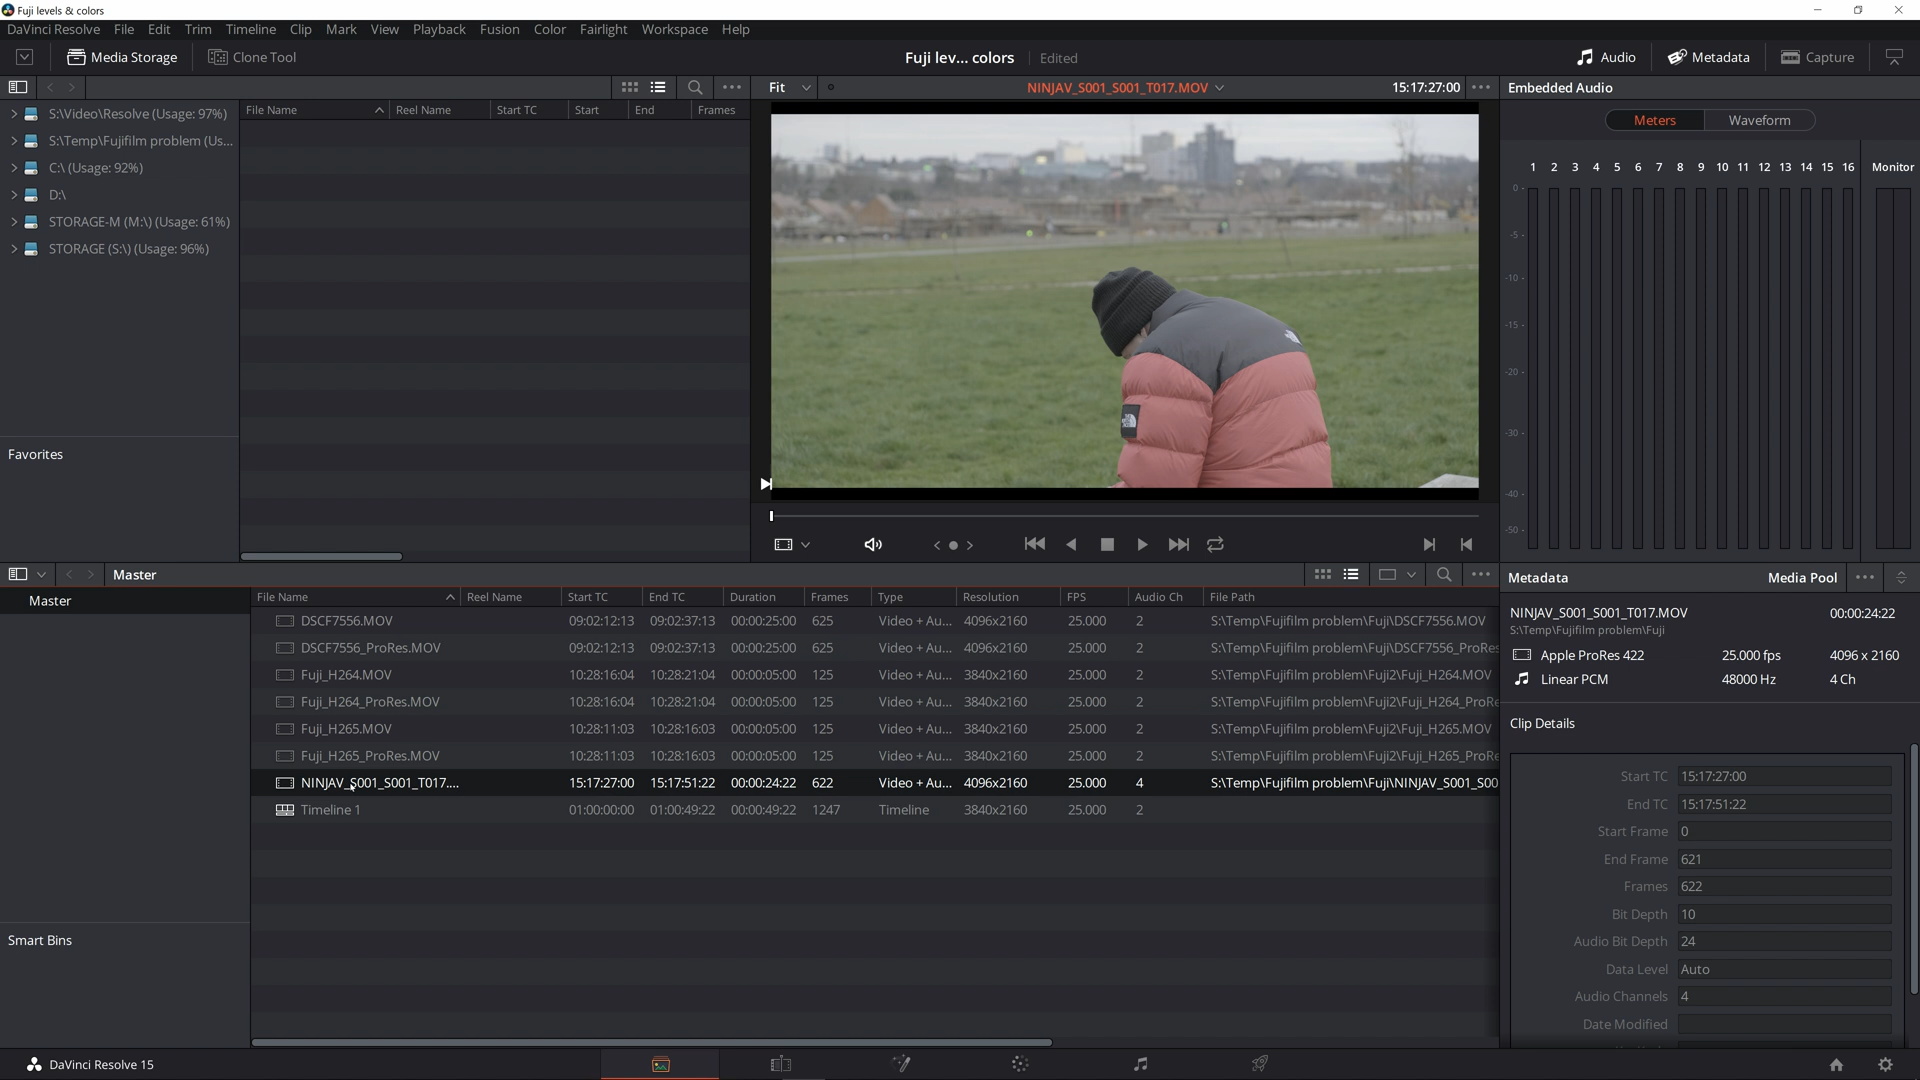 Fuji levels & colors
DaVinci Resolve File Edit Trim Timeline Clip Mark View Playback Fusion Color Fairlight Workspace Help
Media Storage Clone Tool Fuji lev... colors Edited Audio Metadata Capture
Fit NINJAV_S001_S001_T017.MOV 15:17:27:00 Embedded Audio
File Name Reel Name Start TC Start End Frames
S:\Video\Resolve (Usage: 97%)
S:\Temp\Fujifilm problem (Us...
C:\ (Usage: 92%)
D:\
STORAGE-M (M:\) (Usage: 61%)
STORAGE (S:\) (Usage: 96%)
Favorites
Meters Waveform
1 2 3 4 5 6 7 8 9 10 11 12 13 14 15 16 Monitor
0 -
-5 -
-10 -
-15 -
-20 -
-30 -
-40 -
-50 -
Master
Master
File Name Reel Name Start TC End TC Duration Frames Type Resolution FPS Audio Ch File Path
DSCF7556.MOV 09:02:12:13 09:02:37:13 00:00:25:00 625 Video + Au... 4096x2160 25.000 2 S:\Temp\Fujifilm problem\Fuji\DSCF7556.MOV
DSCF7556_ProRes.MOV 09:02:12:13 09:02:37:13 00:00:25:00 625 Video + Au... 4096x2160 25.000 2 S:\Temp\Fujifilm problem\Fuji\DSCF7556_ProRes
Fuji_H264.MOV 10:28:16:04 10:28:21:04 00:00:05:00 125 Video + Au... 3840x2160 25.000 2 S:\Temp\Fujifilm problem\Fuji2\Fuji_H264.MOV
Fuji_H264_ProRes.MOV 10:28:16:04 10:28:21:04 00:00:05:00 125 Video + Au... 3840x2160 25.000 2 S:\Temp\Fujifilm problem\Fuji2\Fuji_H264_ProRe
Fuji_H265.MOV 10:28:11:03 10:28:16:03 00:00:05:00 125 Video + Au... 3840x2160 25.000 2 S:\Temp\Fujifilm problem\Fuji2\Fuji_H265.MOV
Fuji_H265_ProRes.MOV 10:28:11:03 10:28:16:03 00:00:05:00 125 Video + Au... 3840x2160 25.000 2 S:\Temp\Fujifilm problem\Fuji2\Fuji_H265_ProRe
NINJAV_S001_S001_T017.... 15:17:27:00 15:17:51:22 00:00:24:22 622 Video + Au... 4096x2160 25.000 4 S:\Temp\Fujifilm problem\Fuji\NINJAV_S001_S00
Timeline 1 01:00:00:00 01:00:49:22 00:00:49:22 1247 Timeline 3840x2160 25.000 2
Smart Bins
Metadata Media Pool
NINJAV_S001_S001_T017.MOV 00:00:24:22
S:\Temp\Fujifilm problem\Fuji
Apple ProRes 422 25.000 fps 4096 x 2160
Linear PCM 48000 Hz 4 Ch
Clip Details
Start TC 15:17:27:00
End TC 15:17:51:22
Start Frame 0
End Frame 621
Frames 622
Bit Depth 10
Audio Bit Depth 24
Data Level Auto
Audio Channels 4
Date Modified
DaVinci Resolve 15